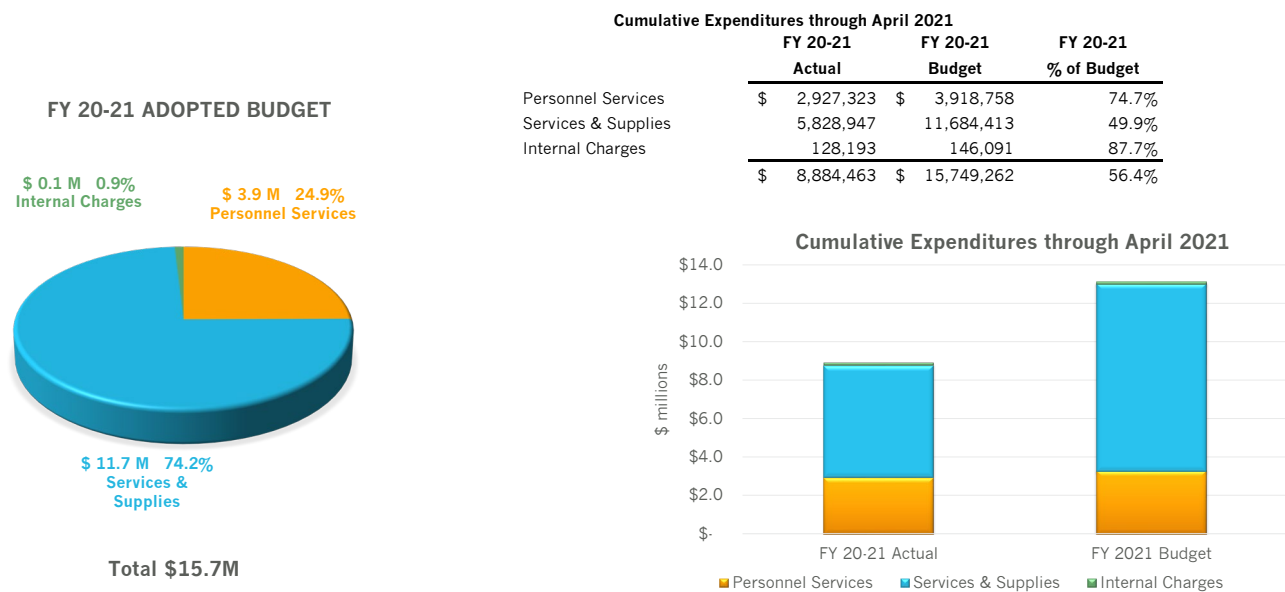 FY 20-21 ADOPTED BUDGET
$ 0.1 M 0.9%
Internal Charges
$ 3.9 M 24.9%
Personnel Services
$ 11.7 M 74.2%
Services &
Supplies
Total $15.7M
Cumulative Expenditures through April 2021
FY 20-21 FY 20-21 FY 20-21
Actual Budget % of Budget
Personnel Services $ 2,927,323 $ 3,918,758 74.7%
Services & Supplies 5,828,947 11,684,413 49.9%
Internal Charges 128,193 146,091 87.7%
$ 8,884,463 $ 15,749,262 56.4%
Cumulative Expenditures through April 2021
$ millions
$14.0
$12.0
$10.0
$8.0
$6.0
$4.0
$2.0
$-
FY 20-21 Actual FY 2021 Budget
Personnel Services Services & Supplies Internal Charges